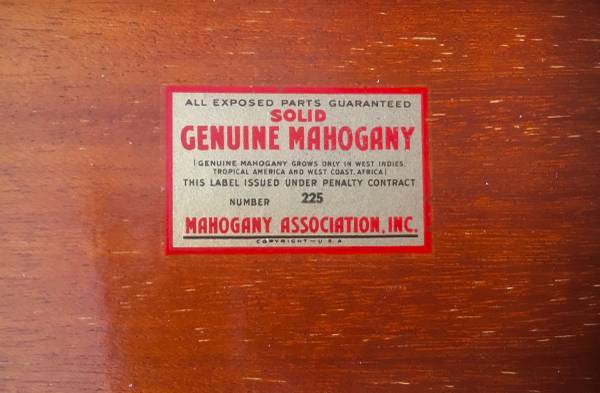 ALL EXPOSED PARTS GUARANTEED
SOLID
GENUINE MAHOGANY
(GENUINE MAHOGANY GROWS ONLY IN WEST INDIES,
TROPICAL AMERICA AND WEST COAST, AFRICA)
THIS LABEL ISSUED UNDER PENALTY CONTRACT
NUMBER 225
MAHOGANY ASSOCIATION, INC.
COPYRIGHT—U.S.A